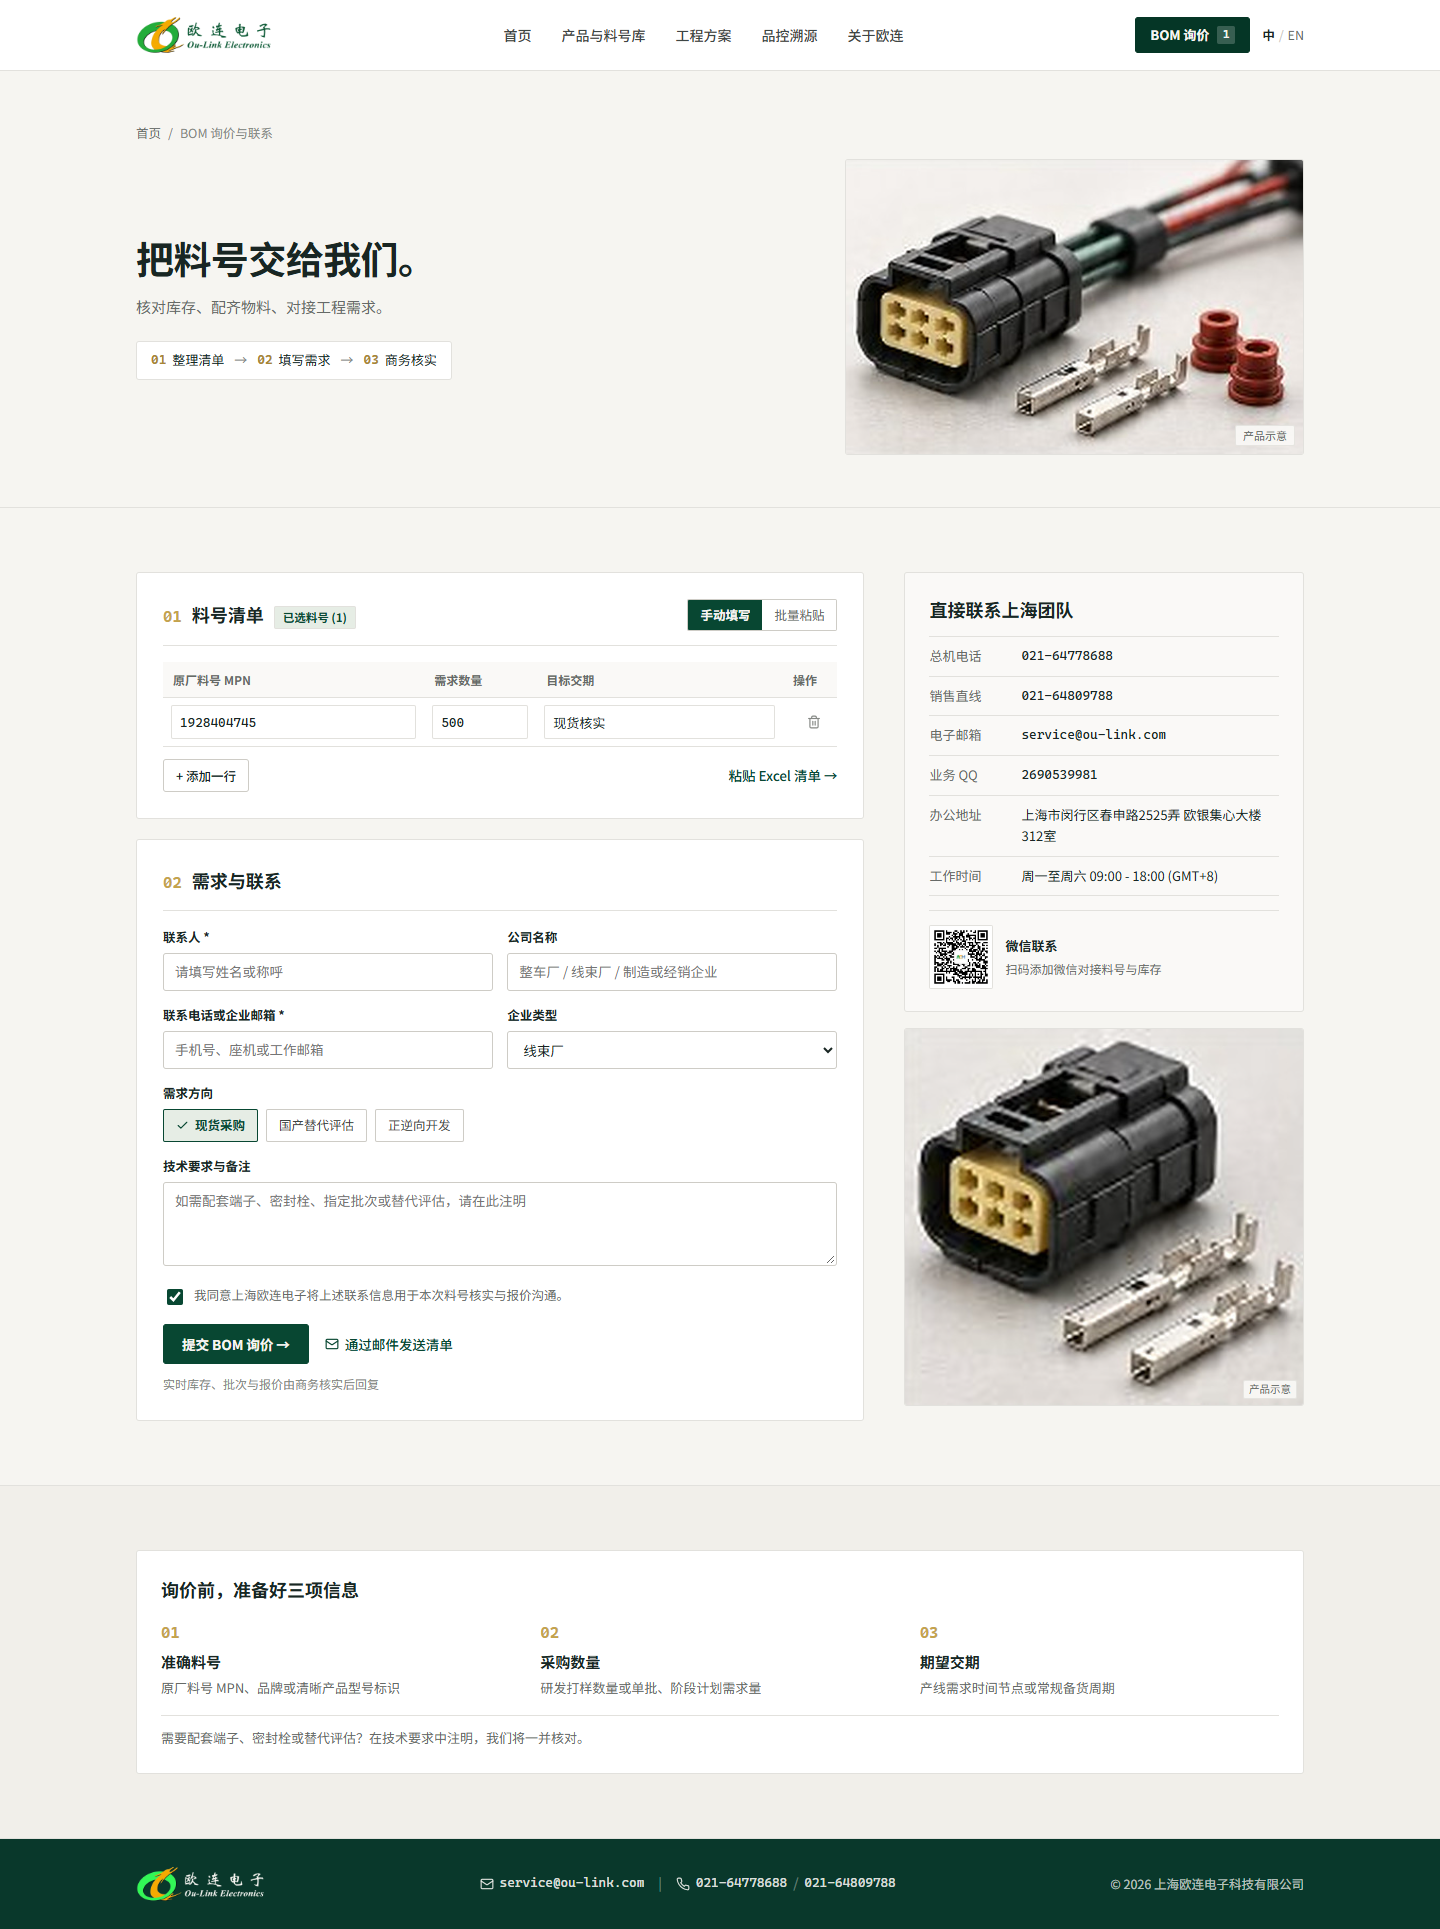 欧连电子
Ou-Link Electronics
首页
产品与料号库
工程方案
品控溯源
关于欧连
BOM 询价 1
中 / EN
首页 / BOM 询价与联系
把料号交给我们。
核对库存、配齐物料、对接工程需求。
01 整理清单 → 02 填写需求 → 03 商务核实
产品示意
01 料号清单 已选料号 (1)
手动填写 批量粘贴
原厂料号 MPN 需求数量 目标交期 操作
1928404745 500 现货核实
+ 添加一行
粘贴 Excel 清单 →
02 需求与联系
联系人 * 公司名称
请填写姓名或称呼 整车厂 / 线束厂 / 制造或经销企业
联系电话或企业邮箱 * 企业类型
手机号、座机或工作邮箱 线束厂
需求方向
现货采购 国产替代评估 正逆向开发
技术要求与备注
如需配套端子、密封栓、指定批次或替代评估，请在此注明
我同意上海欧连电子将上述联系信息用于本次料号核实与报价沟通。
提交 BOM 询价 → 通过邮件发送清单
实时库存、批次与报价由商务核实后回复
直接联系上海团队
总机电话 021-64778688
销售直线 021-64809788
电子邮箱 service@ou-link.com
业务 QQ 2690539981
办公地址 上海市闵行区春申路2525弄 欧银集心大楼
312室
工作时间 周一至周六 09:00 - 18:00 (GMT+8)
微信联系
扫码添加微信对接料号与库存
产品示意
询价前，准备好三项信息
01 02 03
准确料号 采购数量 期望交期
原厂料号 MPN、品牌或清晰产品型号标识 研发打样数量或单批、阶段计划需求量 产线需求时间节点或常规备货周期
需要配套端子、密封栓或替代评估？在技术要求中注明，我们将一并核对。
欧连电子
Ou-Link Electronics
service@ou-link.com | 021-64778688 / 021-64809788
© 2026 上海欧连电子科技有限公司